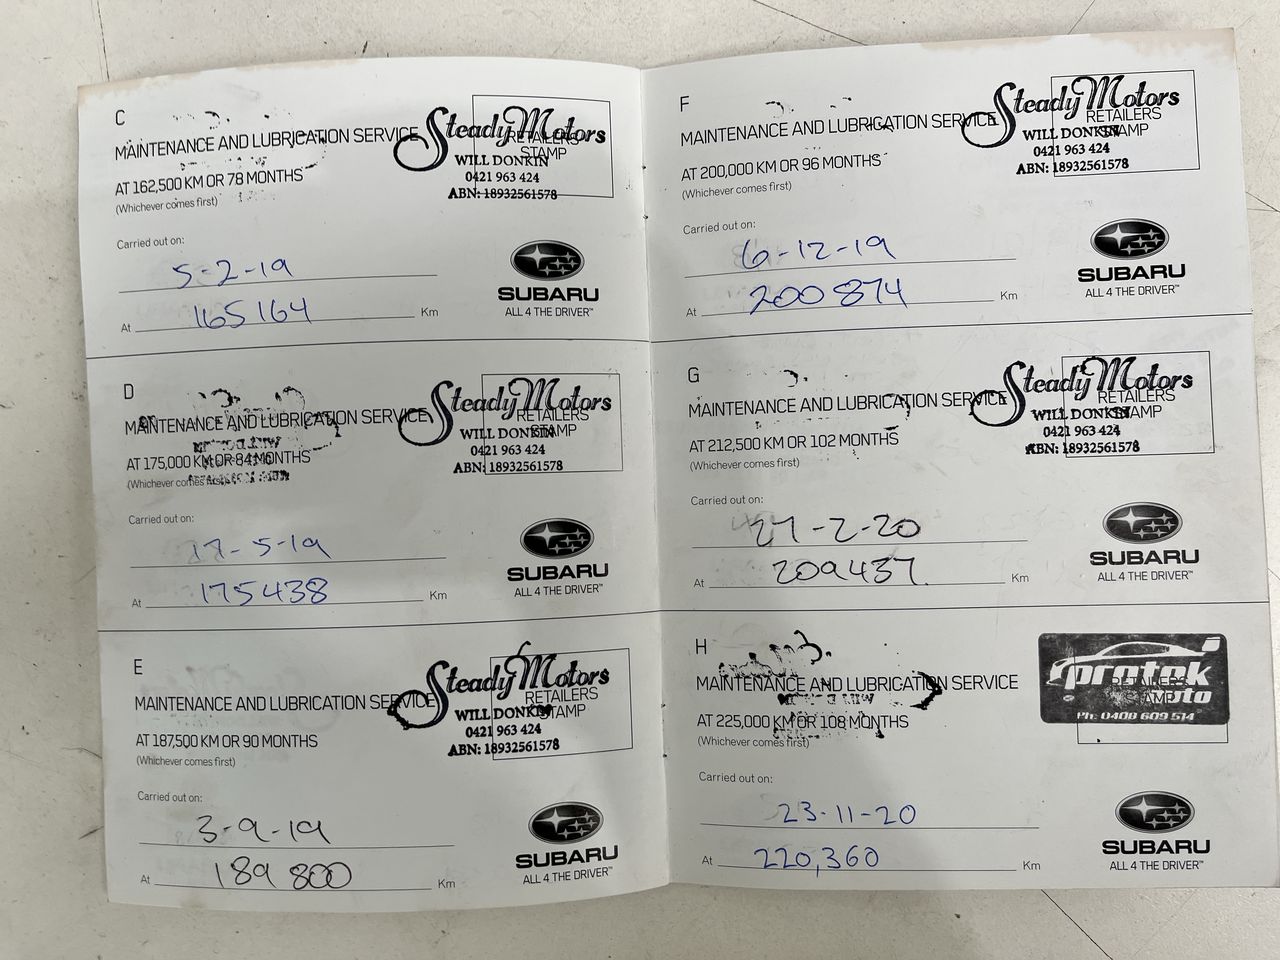 C
MAINTENANCE AND LUBRICATION SERVICE
AT 162,500 KM OR 78 MONTHS
(Whichever comes first)
Steady Motors
RETAILERS
STAMP
WILL DONKIN
0421 963 424
ABN: 18932561578
Carried out on:
5-2-19
At 165164 Km
SUBARU
ALL 4 THE DRIVER™
D
MAINTENANCE AND LUBRICATION SERVICE
AT 175,000 KM OR 84 MONTHS
(Whichever comes first)
Steady Motors
RETAILERS
STAMP
WILL DONKIN
0421 963 424
ABN: 18932561578
Carried out on:
17-5-19
At 175438 Km
SUBARU
ALL 4 THE DRIVER™
E
MAINTENANCE AND LUBRICATION SERVICE
AT 187,500 KM OR 90 MONTHS
(Whichever comes first)
Steady Motors
RETAILERS
STAMP
WILL DONKIN
0421 963 424
ABN: 18932561578
Carried out on:
3-9-19
At 189 800 Km
SUBARU
ALL 4 THE DRIVER™
F
MAINTENANCE AND LUBRICATION SERVICE
AT 200,000 KM OR 96 MONTHS
(Whichever comes first)
Steady Motors
RETAILERS
STAMP
WILL DONKIN
0421 963 424
ABN: 18932561578
Carried out on:
6-12-19
At 200874 Km
SUBARU
ALL 4 THE DRIVER™
G
MAINTENANCE AND LUBRICATION SERVICE
AT 212,500 KM OR 102 MONTHS
(Whichever comes first)
Steady Motors
RETAILERS
STAMP
WILL DONKIN
0421 963 424
ABN: 18932561578
Carried out on:
27-2-20
At 209437 Km
SUBARU
ALL 4 THE DRIVER™
H
MAINTENANCE AND LUBRICATION SERVICE
AT 225,000 KM OR 108 MONTHS
(Whichever comes first)
protek
auto
RETAILERS
STAMP
Ph: 0408 609 514
Carried out on:
23-11-20
At 220,360 Km
SUBARU
ALL 4 THE DRIVER™